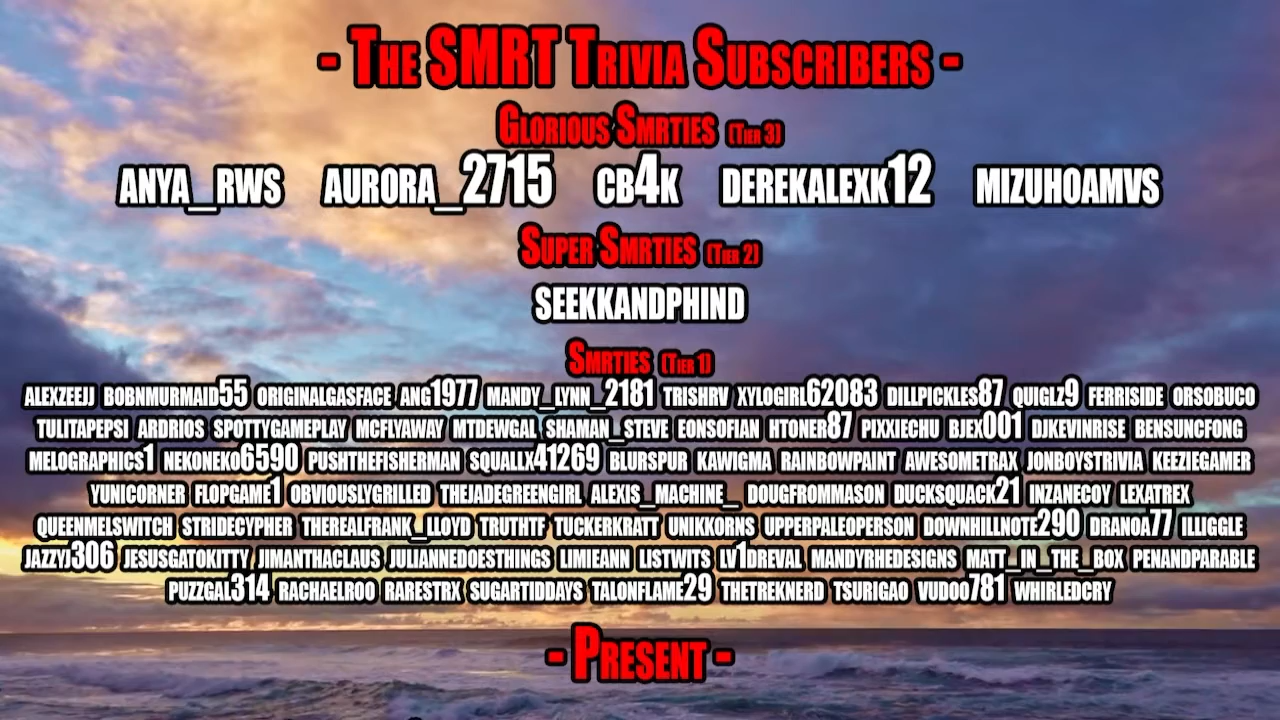 - The SMRT Trivia Subscribers -
Glorious Smrties (Tier 3)
ANYA_RWS AURORA_2715 CB4K DEREKALEXK12 MIZUHOAMVS
Super Smrties (Tier 2)
SEEKKANDPHIND
Smrties (Tier 1)
ALEXZEEJJ BOBNMURMAID55 ORIGINALGASFACE ANG1977 MANDY_LYNN_2181 TRISHRV XYLOGIRL62083 DILLPICKLES87 QUIGLZ9 FERRISIDE ORSOBUCO
TULITAPEPSI ARDRIOS SPOTTYGAMEPLAY MCFLYAWAY MTDEWGAL SHAMAN_STEVE EONSOFIAN HTONER87 PIXXIECHU BJEX001 DJKEVINRISE BENSUNCFONG
MELOGRAPHICS1 NEKONEKO6590 PUSHTHEFISHERMAN SQUALLX41269 BLURSPUR KAWIGMA RAINBOWPAINT AWESOMETRAX JONBOYSTRIVIA KEEZIEGAMER
YUNICORNER FLOPGAME1 OBVIOUSLYGRILLED THEJADEGREENGIRL ALEXIS_MACHINE_ DOUGFROMMASON DUCKSQUACK21 INZANECOY LEXATREX
QUEENMELSWITCH STRIDECYPHER THEREALFRANK_LLOYD TRUTHTF TUCKERKRATT UNIKKORNS UPPERPALEOPERSON DOWNHILLNOTE290 DRANOA77 ILLIGGLE
JAZZYJ306 JESUSGATOKITTY JIMANTHACLAUS JULIANNEDOESTHINGS LIMIEANN LISTWITS LV1DREVAL MANDYRHEDESIGNS MATT_IN_THE_BOX PENANDPARABLE
PUZZGAL314 RACHAELROO RARESTRX SUGARTIDDAYS TALONFLAME29 THETREKNERD TSURIGAO VUDOO781 WHIRLEDCRY
- Present -